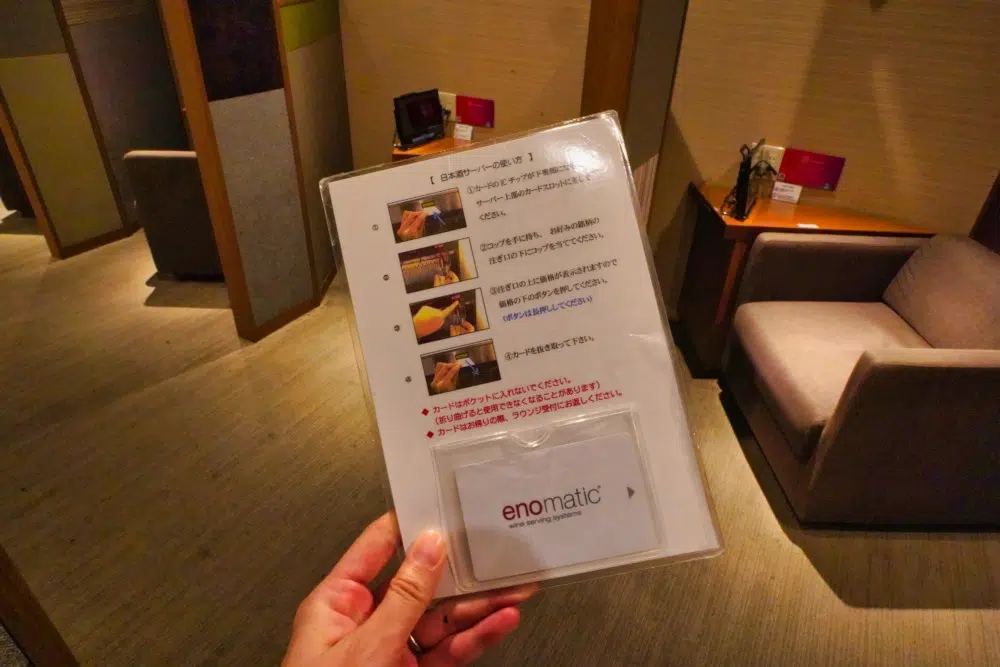 【 日本酒サーバーの使い方 】
①カードのICチップが下
サーバー上部のカードスロットに差して
ください。
②コップを手に持ち、お好みの銘柄の
注ぎ口の下にコップを当ててください。
③注ぎ口の上に価格が表示されますので
価格の下のボタンを押してください。
(ボタンは長押ししてください)
④カードを抜き取って下さい。
①
②
③
④
◆ カードはポケットに入れないでください。
(折り曲げると使用できなくなることがあります)
◆ カードはお帰りの際、ラウンジ受付にお返しください。
enomatic®
wine serving systems